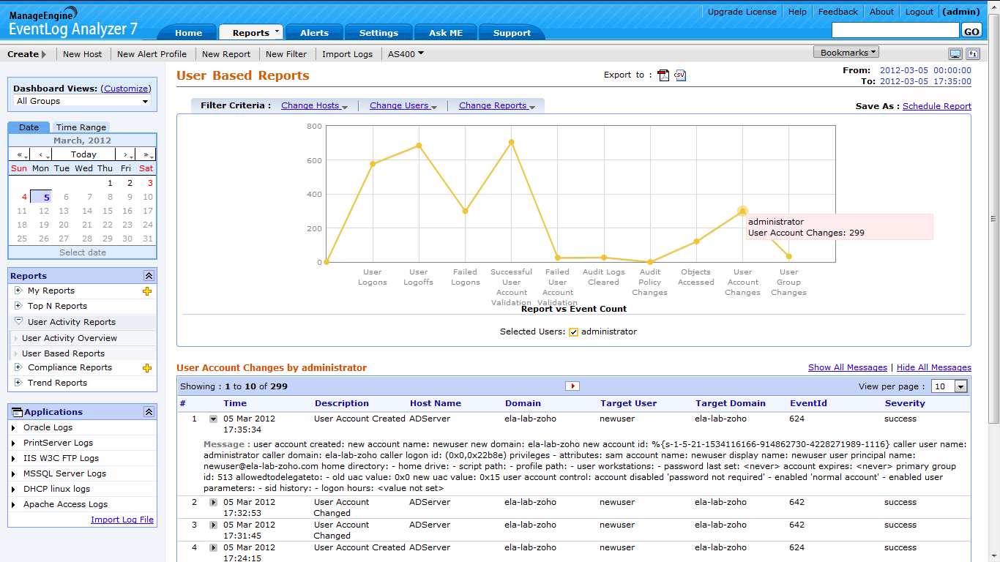 ManageEngine
EventLog Analyzer 7
Upgrade License | Help | Feedback | About | Logout | (admin)
Home Reports Alerts Settings Ask ME Support
GO
Create New Host New Alert Profile New Report New Filter Import Logs AS400
Bookmarks
Dashboard Views: (Customize)
All Groups
Date Time Range
March, 2012
« ‹ Today › »
Sun Mon Tue Wed Thu Fri Sat
1 2 3
4 5 6 7 8 9 10
11 12 13 14 15 16 17
18 19 20 21 22 23 24
25 26 27 28 29 30 31
Select date
Reports
My Reports
Top N Reports
User Activity Reports
User Activity Overview
User Based Reports
Compliance Reports
Trend Reports
Applications
Oracle Logs
PrintServer Logs
IIS W3C FTP Logs
MSSQL Server Logs
DHCP linux logs
Apache Access Logs
Import Log File
User Based Reports
Export to :
CSV
From: 2012-03-05 00:00:00
To: 2012-03-05 17:35:00
Filter Criteria : Change Hosts | Change Users | Change Reports
Save As : Schedule Report
800
600
400
200
0
administrator
User Account Changes: 299
User Logons
User Logoffs
Failed Logons
Successful User Account Validation
Failed User Account Validation
Audit Logs Cleared
Audit Policy Changes
Objects Accessed
User Account Changes
User Group Changes
Report vs Event Count
Selected Users: administrator
User Account Changes by administrator
Show All Messages | Hide All Messages
Showing : 1 to 10 of 299
View per page : 10
# Time Description Host Name Domain Target User Target Domain EventId Severity
1 05 Mar 2012 User Account Created ADServer ela-lab-zoho newuser ela-lab-zoho 624 success
17:35:34
Message : user account created: new account name: newuser new domain: ela-lab-zoho new account id: %{s-1-5-21-1534116166-914862730-4228271989-1116} caller user name:
administrator caller domain: ela-lab-zoho caller logon id: (0x0,0x22b8e) privileges - attributes: sam account name: newuser display name: newuser user principal name:
newuser@ela-lab-zoho.com home directory: - home drive: - script path: - profile path: - user workstations: - password last set: <never> account expires: <never> primary group
id: 513 allowedtodelegateto: - old uac value: 0x0 new uac value: 0x15 user account control: account disabled 'password not required' - enabled 'normal account' - enabled user
parameters: - sid history: - logon hours: <value not set>
2 05 Mar 2012 User Account ADServer ela-lab-zoho newuser ela-lab-zoho 642 success
17:32:53 Changed
3 05 Mar 2012 User Account ADServer ela-lab-zoho newuser ela-lab-zoho 642 success
17:31:45 Changed
4 05 Mar 2012 User Account Created ADServer ela-lab-zoho newuser ela-lab-zoho 624 success
17:24:15